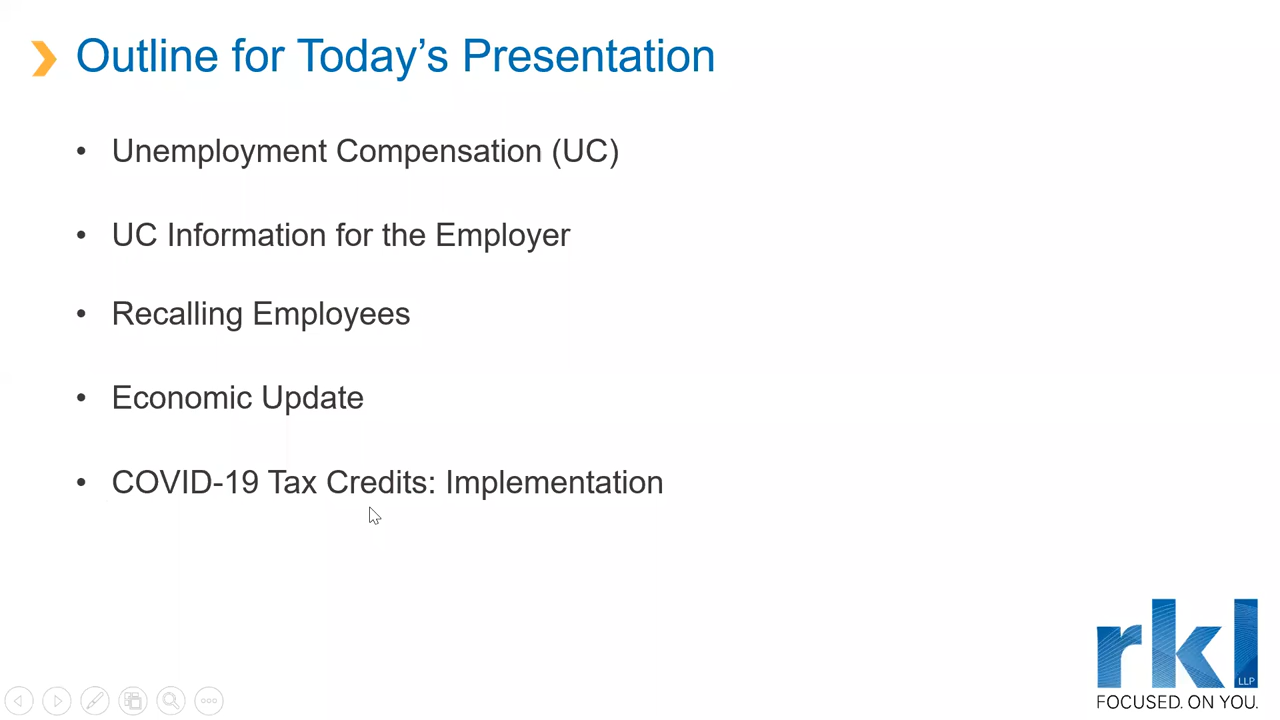 Outline for Today’s Presentation
• Unemployment Compensation (UC)
• UC Information for the Employer
• Recalling Employees
• Economic Update
• COVID-19 Tax Credits: Implementation
rkl
LLP
FOCUSED. ON YOU.